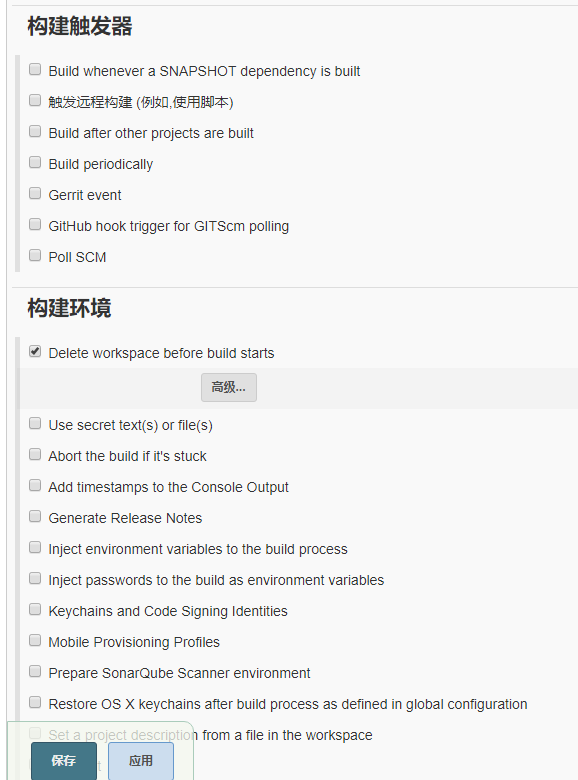 构建触发器
Build whenever a SNAPSHOT dependency is built
触发远程构建 (例如,使用脚本)
Build after other projects are built
Build periodically
Gerrit event
GitHub hook trigger for GITScm polling
Poll SCM
构建环境
Delete workspace before build starts
高级...
Use secret text(s) or file(s)
Abort the build if it's stuck
Add timestamps to the Console Output
Generate Release Notes
Inject environment variables to the build process
Inject passwords to the build as environment variables
Keychains and Code Signing Identities
Mobile Provisioning Profiles
Prepare SonarQube Scanner environment
Restore OS X keychains after build process as defined in global configuration
Set a project description from a file in the workspace
保存 应用